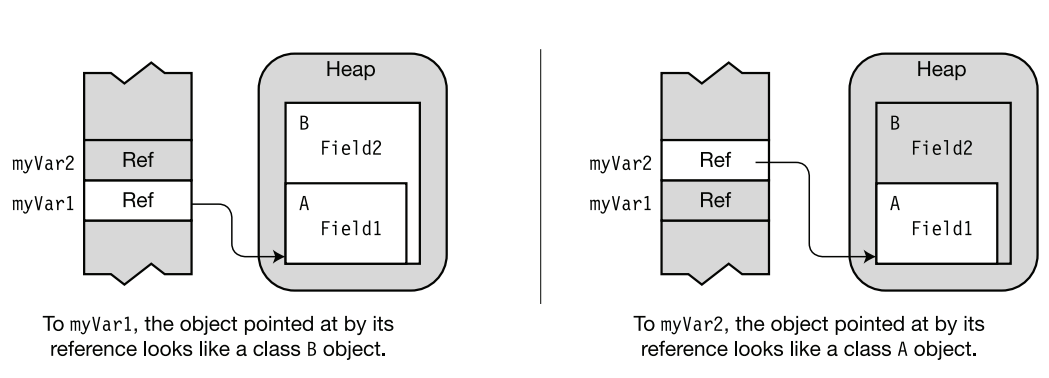 Heap
B
Field2
myVar2 Ref
myVar1 Ref
A
Field1
To myVar1, the object pointed at by its
reference looks like a class B object.
Heap
B
Field2
myVar2 Ref
myVar1 Ref
A
Field1
To myVar2, the object pointed at by its
reference looks like a class A object.